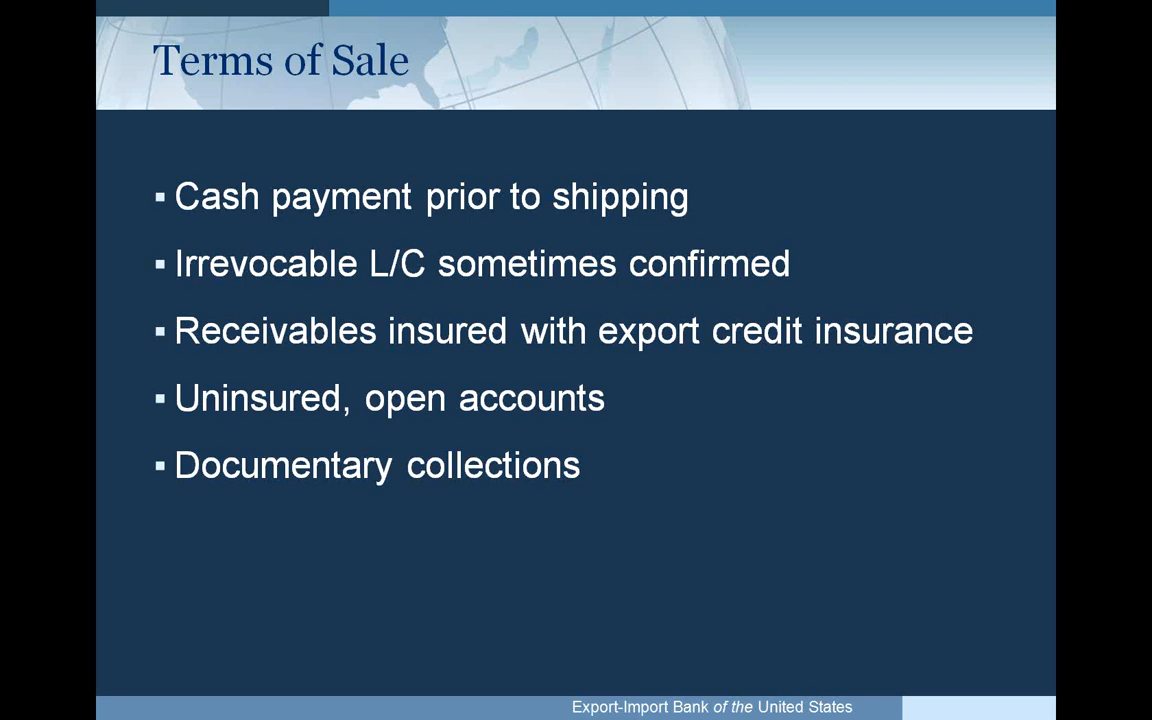 Terms of Sale
▪ Cash payment prior to shipping
▪ Irrevocable L/C sometimes confirmed
▪ Receivables insured with export credit insurance
▪ Uninsured, open accounts
▪ Documentary collections
Export-Import Bank of the United States